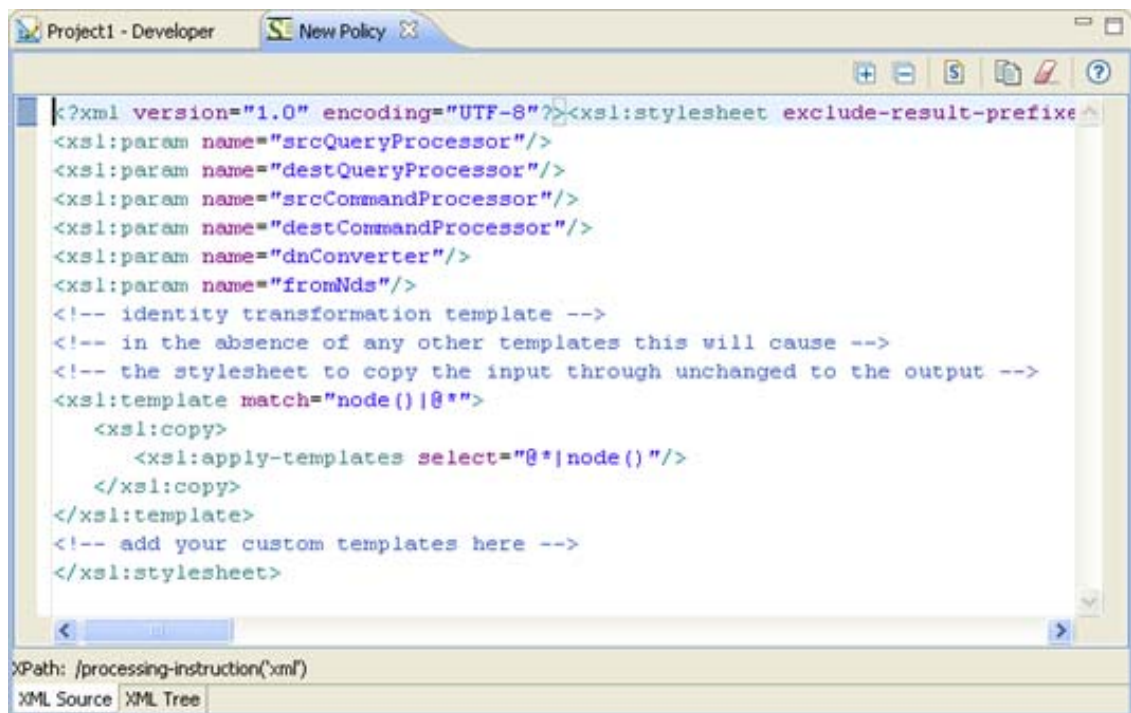 Project1 - Developer
New Policy
<?xml version="1.0" encoding="UTF-8"?><xsl:stylesheet exclude-result-prefixe
<xsl:param name="srcQueryProcessor"/>
<xsl:param name="destQueryProcessor"/>
<xsl:param name="srcCommandProcessor"/>
<xsl:param name="destCommandProcessor"/>
<xsl:param name="dnConverter"/>
<xsl:param name="fromNds"/>
<!-- identity transformation template -->
<!-- in the absence of any other templates this will cause -->
<!-- the stylesheet to copy the input through unchanged to the output -->
<xsl:template match="node()|@*">
<xsl:copy>
<xsl:apply-templates select="@*|node()"/>
</xsl:copy>
</xsl:template>
<!-- add your custom templates here -->
</xsl:stylesheet>
XPath: /processing-instruction('xml')
XML Source XML Tree